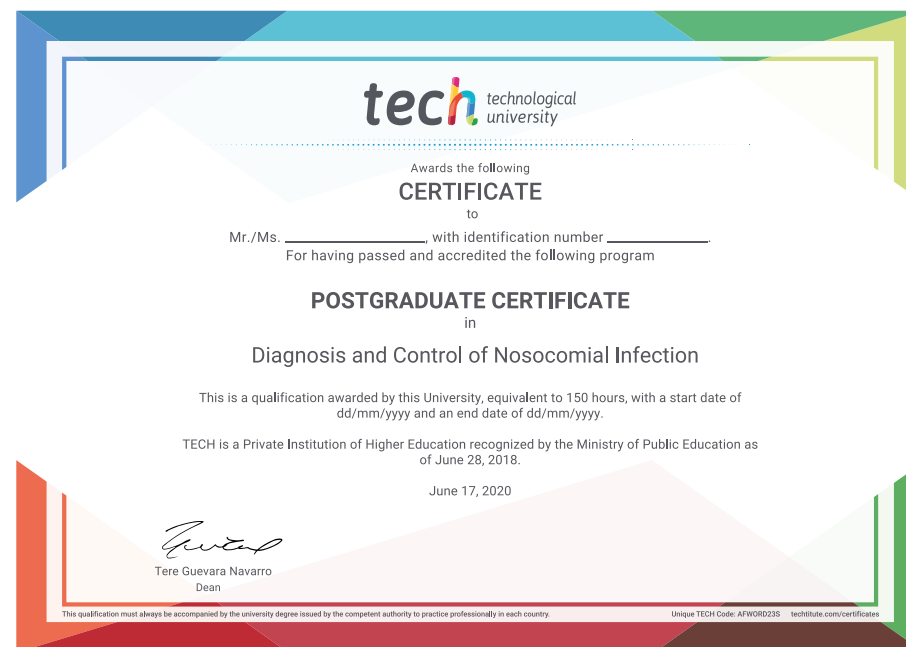 tech technological
university
Awards the following
CERTIFICATE
to
Mr./Ms. ____________________, with identification number ______________.
For having passed and accredited the following program
POSTGRADUATE CERTIFICATE
in
Diagnosis and Control of Nosocomial Infection
This is a qualification awarded by this University, equivalent to 150 hours, with a start date of
dd/mm/yyyy and an end date of dd/mm/yyyy.
TECH is a Private Institution of Higher Education recognized by the Ministry of Public Education as
of June 28, 2018.
June 17, 2020
Tere Guevara Navarro
Dean
This qualification must always be accompanied by the university degree issued by the competent authority to practice professionally in each country.
Unique TECH Code: AFWORD23S techtitute.com/certificates